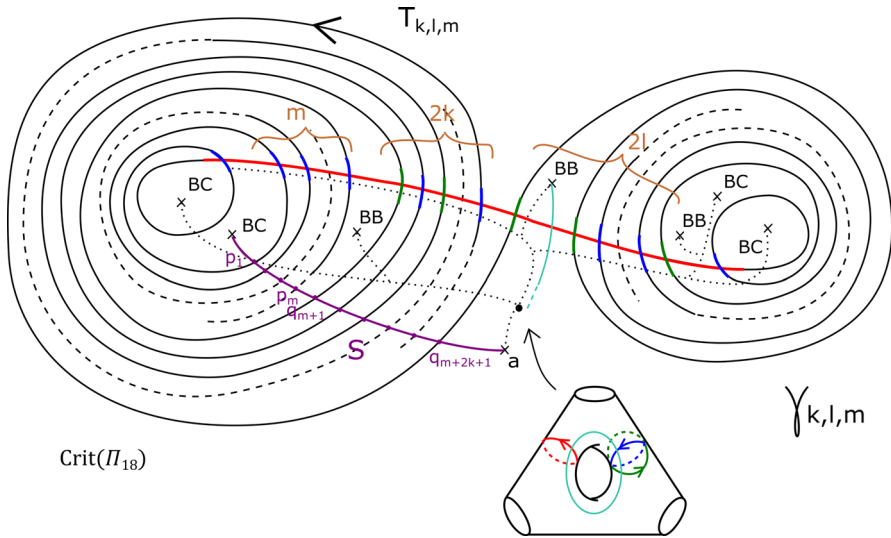 T_{k,l,m}
m
2k
2l
BB
BC
BC
BC
BB
BB
BC
p_1
p_m
q_{m+1}
S
q_{m+2k+1}
a
γ_{k,l,m}
Crit(Π_{18})